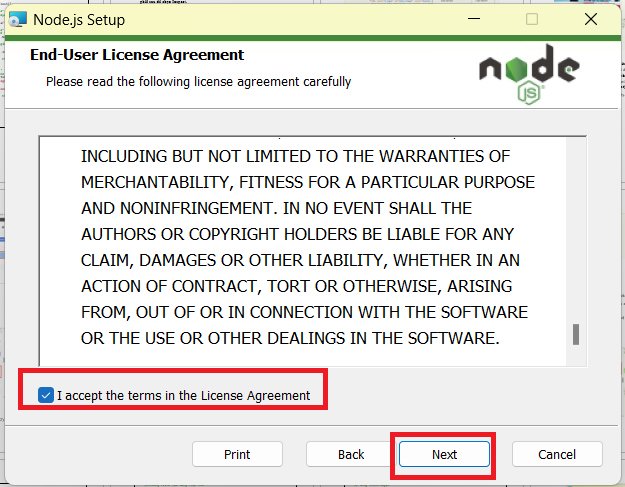 Node.js Setup
End-User License Agreement
Please read the following license agreement carefully
node
JS
INCLUDING BUT NOT LIMITED TO THE WARRANTIES OF
MERCHANTABILITY, FITNESS FOR A PARTICULAR PURPOSE
AND NONINFRINGEMENT. IN NO EVENT SHALL THE
AUTHORS OR COPYRIGHT HOLDERS BE LIABLE FOR ANY
CLAIM, DAMAGES OR OTHER LIABILITY, WHETHER IN AN
ACTION OF CONTRACT, TORT OR OTHERWISE, ARISING
FROM, OUT OF OR IN CONNECTION WITH THE SOFTWARE
OR THE USE OR OTHER DEALINGS IN THE SOFTWARE.
I accept the terms in the License Agreement
Print Back Next Cancel